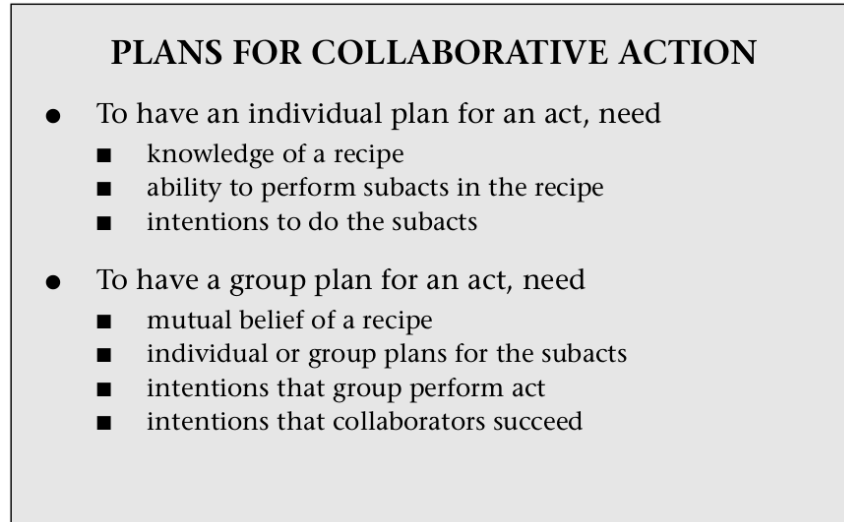 PLANS FOR COLLABORATIVE ACTION
● To have an individual plan for an act, need
■ knowledge of a recipe
■ ability to perform subacts in the recipe
■ intentions to do the subacts
● To have a group plan for an act, need
■ mutual belief of a recipe
■ individual or group plans for the subacts
■ intentions that group perform act
■ intentions that collaborators succeed